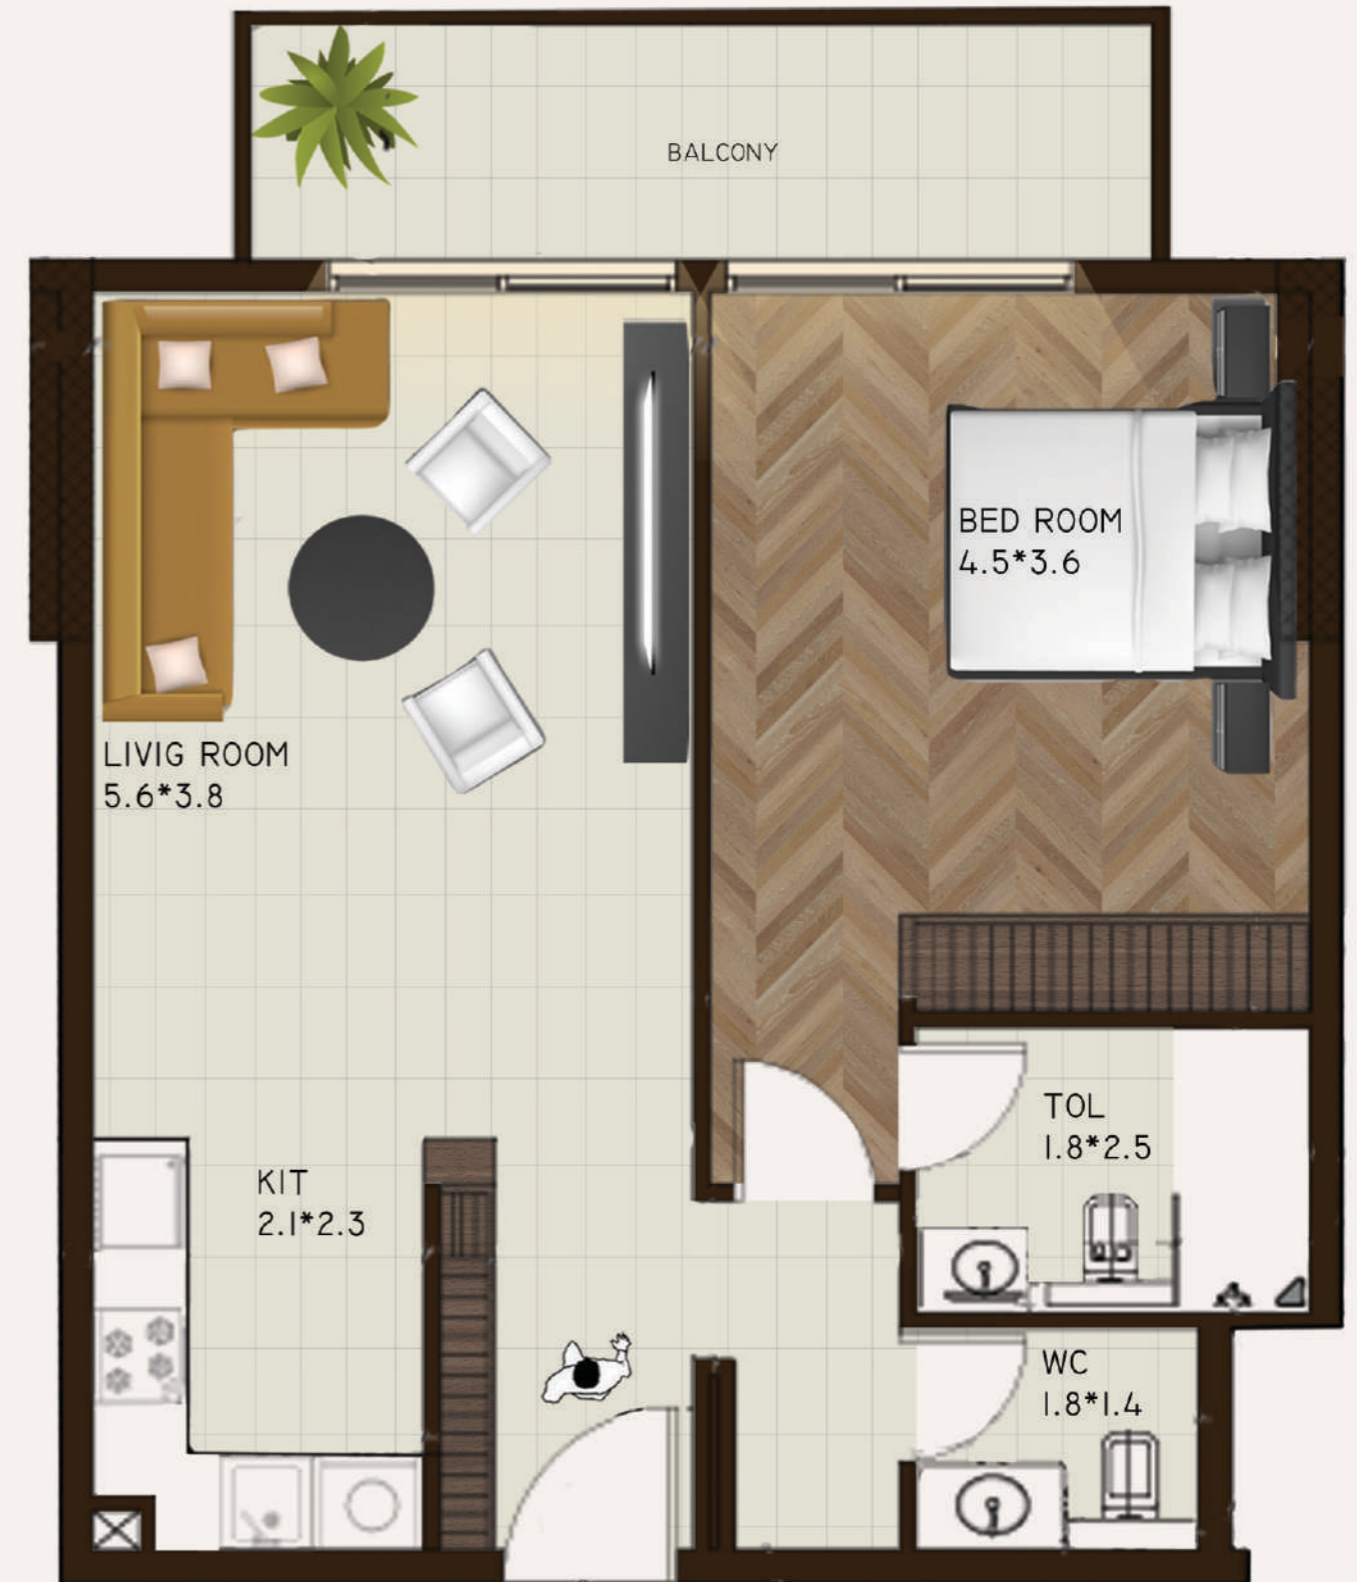 BALCONY
BED ROOM
4.5*3.6
LIVIG ROOM
5.6*3.8
TOL
1.8*2.5
KIT
2.1*2.3
WC
1.8*1.4